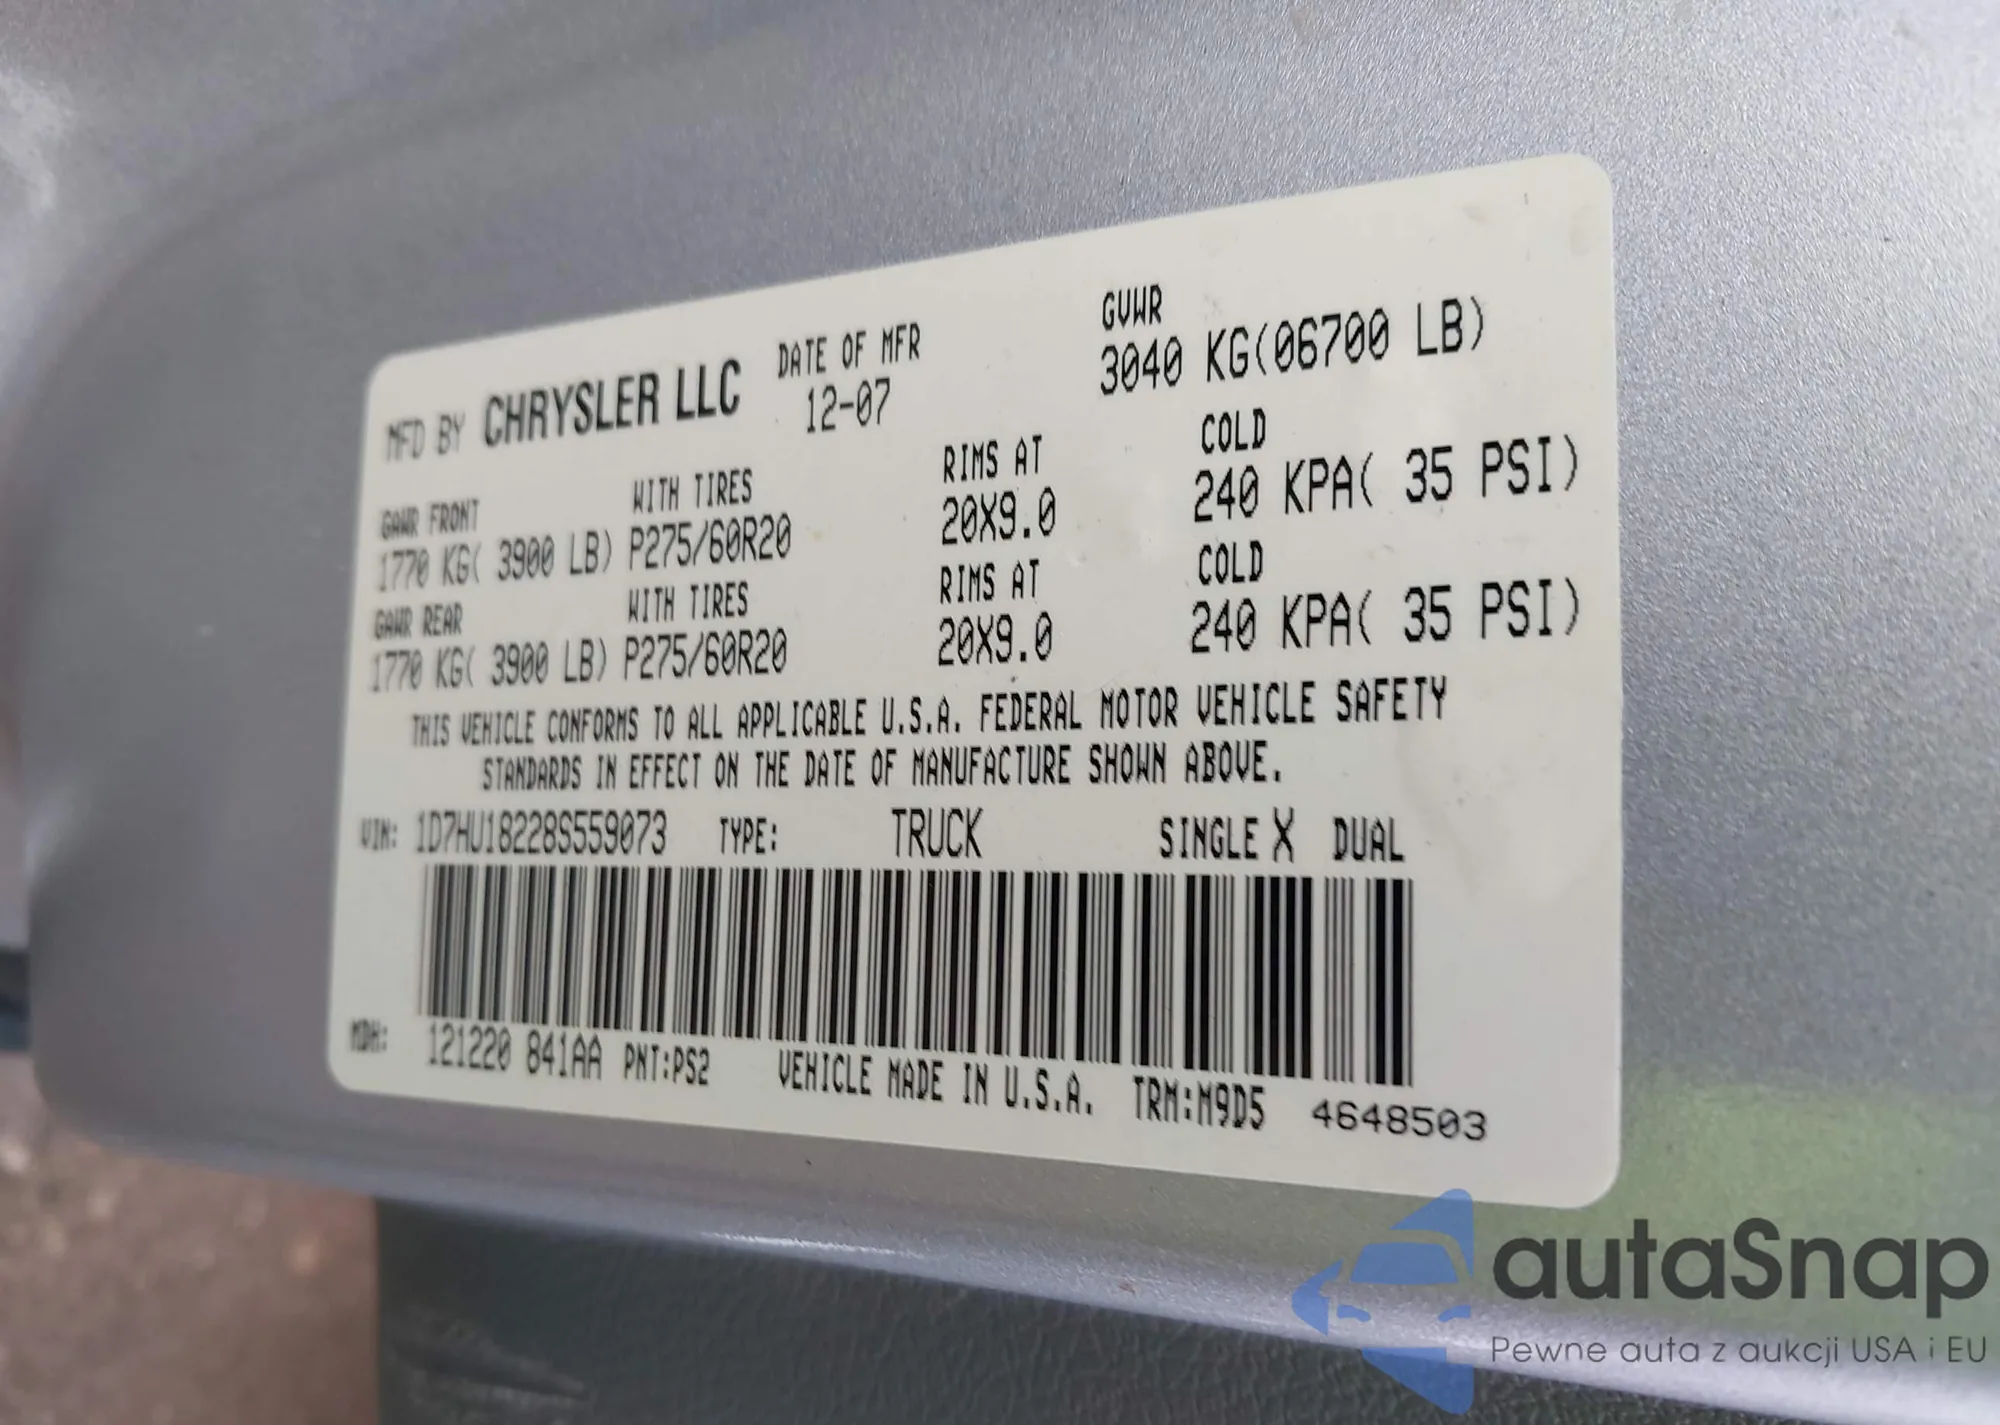 MFD BY CHRYSLER LLC DATE OF MFR 12-07 GVWR 3040 KG(06700 LB)
GAWR FRONT WITH TIRES RIMS AT COLD
1770 KG( 3900 LB) P275/60R20 20X9.0 240 KPA( 35 PSI)
GAWR REAR WITH TIRES RIMS AT COLD
1770 KG( 3900 LB) P275/60R20 20X9.0 240 KPA( 35 PSI)
THIS VEHICLE CONFORMS TO ALL APPLICABLE U.S.A. FEDERAL MOTOR VEHICLE SAFETY
STANDARDS IN EFFECT ON THE DATE OF MANUFACTURE SHOWN ABOVE.
VIN: 1D7HU18228S559073 TYPE: TRUCK SINGLE X DUAL
MDH: 121220 841AA PNT:PS2 VEHICLE MADE IN U.S.A. TRM:M9D5 4648503
autaSnap
Pewne auta z aukcji USA i EU